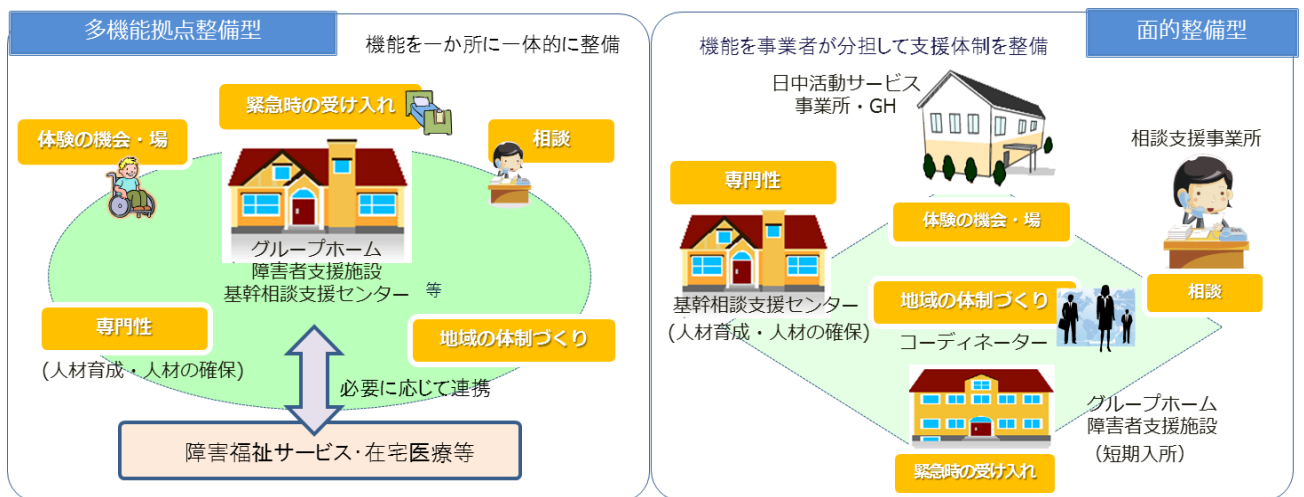 多機能拠点整備型
機能を一か所に一体的に整備
緊急時の受け入れ
体験の機会・場
相談
グループホーム
障害者支援施設
基幹相談支援センター 等
専門性
(人材育成・人材の確保)
地域の体制づくり
必要に応じて連携
障害福祉サービス・在宅医療等
面的整備型
機能を事業者が分担して支援体制を整備
日中活動サービス
事業所・GH
相談支援事業所
専門性
体験の機会・場
基幹相談支援センター
(人材育成・人材の確保)
地域の体制づくり
コーディネーター
相談
グループホーム
障害者支援施設
（短期入所）
緊急時の受け入れ